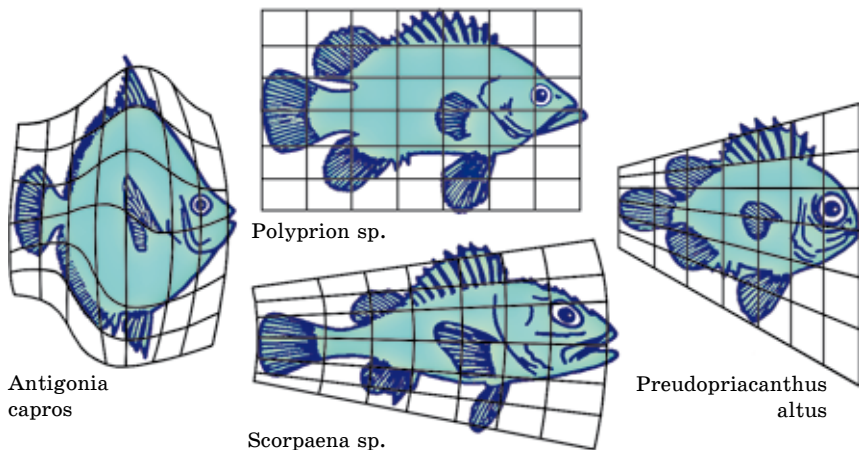 Polyprion sp.
Antigonia
capros
Scorpaena sp.
Preudopriacanthus
altus